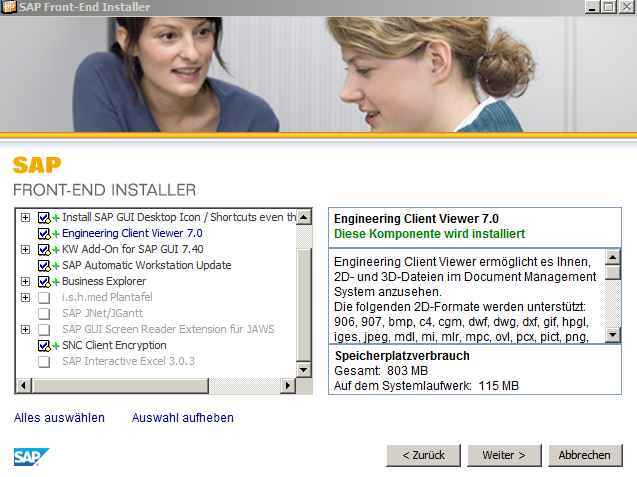 SAP Front-End Installer
SAP
FRONT-END INSTALLER
Install SAP GUI Desktop Icon / Shortcuts even th
Engineering Client Viewer 7.0
KW Add-On for SAP GUI 7.40
SAP Automatic Workstation Update
Business Explorer
i.s.h.med Plantafel
SAP JNet/JGantt
SAP GUI Screen Reader Extension für JAWS
SNC Client Encryption
SAP Interactive Excel 3.0.3
Engineering Client Viewer 7.0
Diese Komponente wird installiert
Engineering Client Viewer ermöglicht es Ihnen,
2D- und 3D-Dateien im Document Management
System anzusehen.
Die folgenden 2D-Formate werden unterstützt:
906, 907, bmp, c4, cgm, dwf, dwg, dxf, gif, hpgl,
iges, jpeg, mdl, mi, mlr, mpc, ovl, pcx, pict, png,
Speicherplatzverbrauch
Gesamt: 803 MB
Auf dem Systemlaufwerk: 115 MB
Alles auswählen
Auswahl aufheben
SAP
< Zurück
Weiter >
Abbrechen